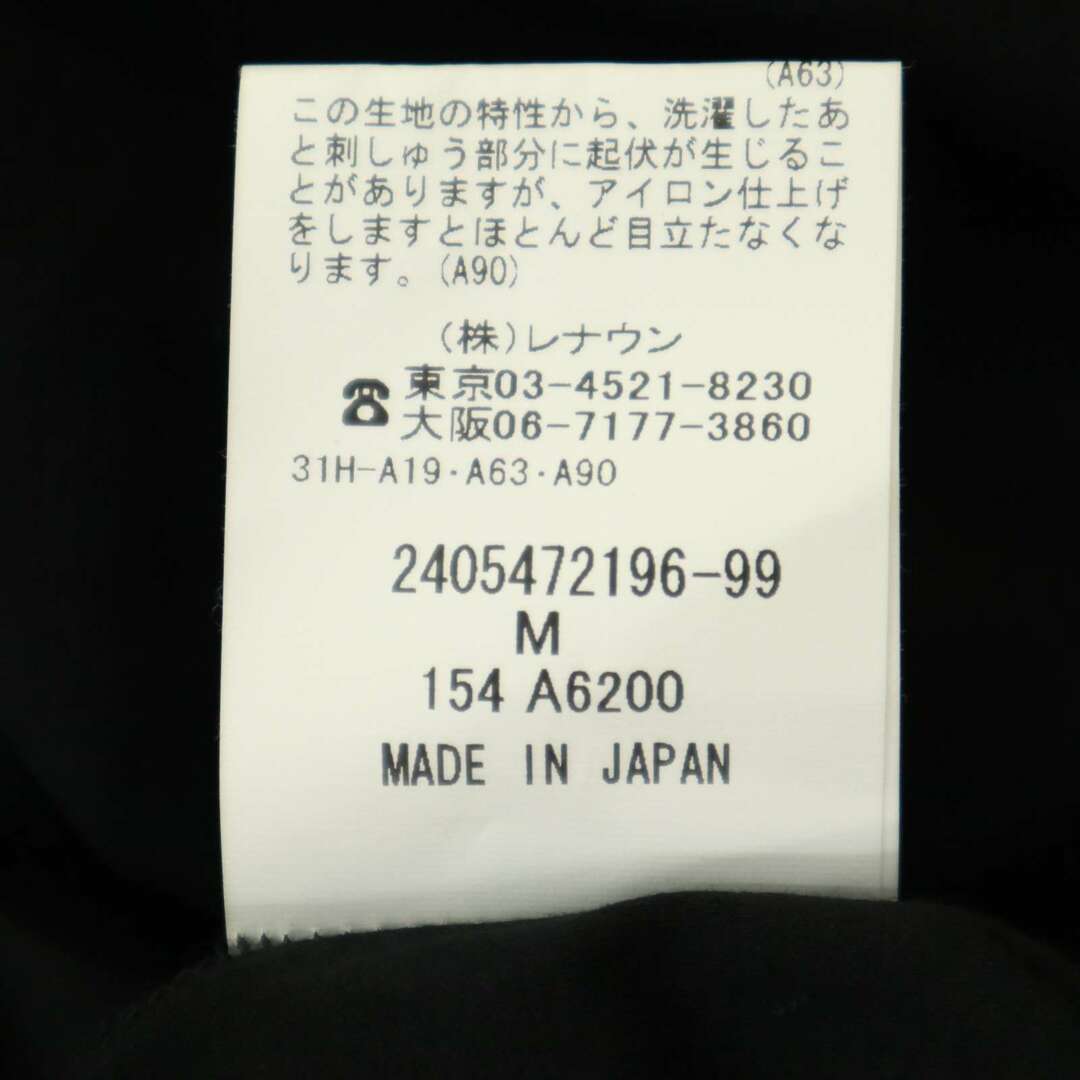 (A63)
この生地の特性から、洗濯したあ
と刺しゅう部分に起伏が生じるこ
とがありますが、アイロン仕上げ
をしますとほとんど目立たなくな
ります。(A90)
(株)レナウン
☎東京03-4521-8230
大阪06-7177-3860
31H-A19・A63・A90
2405472196-99
M
154 A6200
MADE IN JAPAN